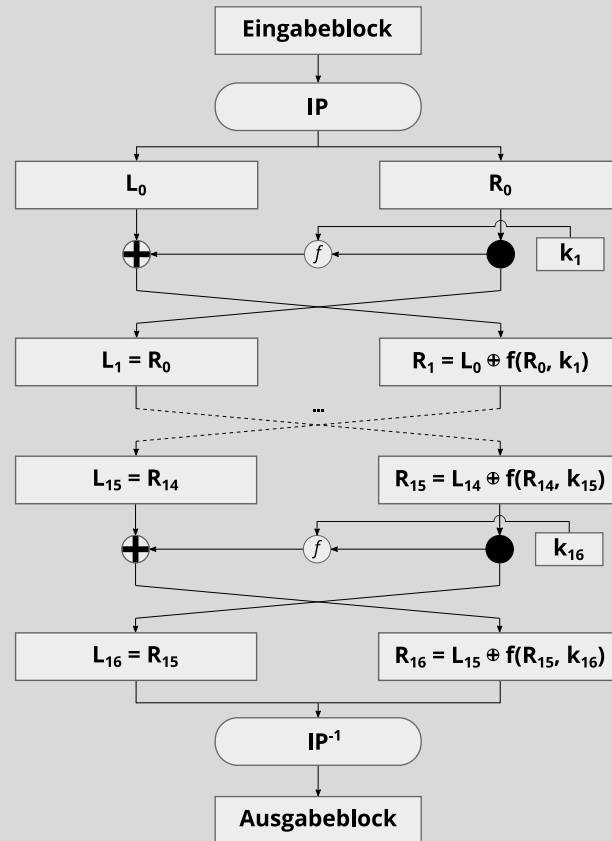 Eingabeblock
IP
L₀ R₀
f k₁
L₁ = R₀ R₁ = L₀ ⊕ f(R₀, k₁)
...
L₁₅ = R₁₄ R₁₅ = L₁₄ ⊕ f(R₁₄, k₁₅)
f k₁₆
L₁₆ = R₁₅ R₁₆ = L₁₅ ⊕ f(R₁₅, k₁₆)
IP⁻¹
Ausgabeblock